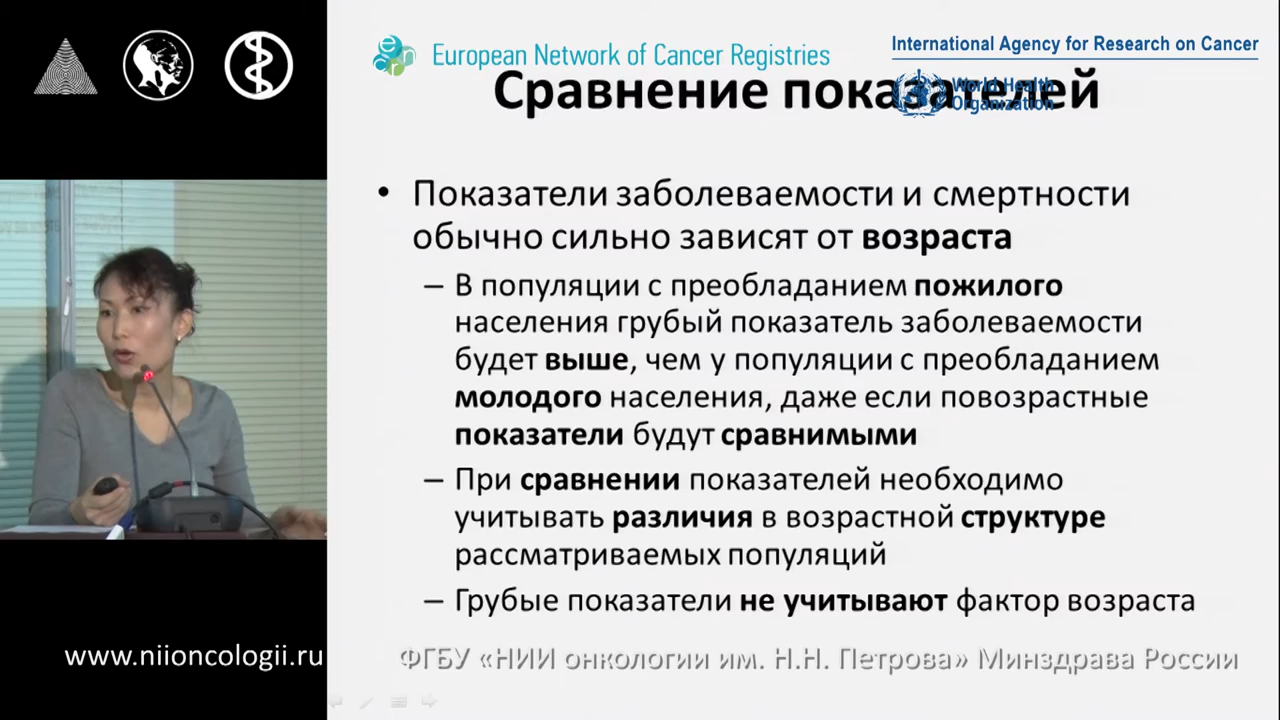 European Network of Cancer Registries
International Agency for Research on Cancer
World Health
Organization
Сравнение показателей
• Показатели заболеваемости и смертности
обычно сильно зависят от возраста
– В популяции с преобладанием пожилого
населения грубый показатель заболеваемости
будет выше, чем у популяции с преобладанием
молодого населения, даже если повозрастные
показатели будут сравнимыми
– При сравнении показателей необходимо
учитывать различия в возрастной структуре
рассматриваемых популяций
– Грубые показатели не учитывают фактор возраста
www.niioncologii.ru
ФГБУ «НИИ онкологии им. Н.Н. Петрова» Минздрава России